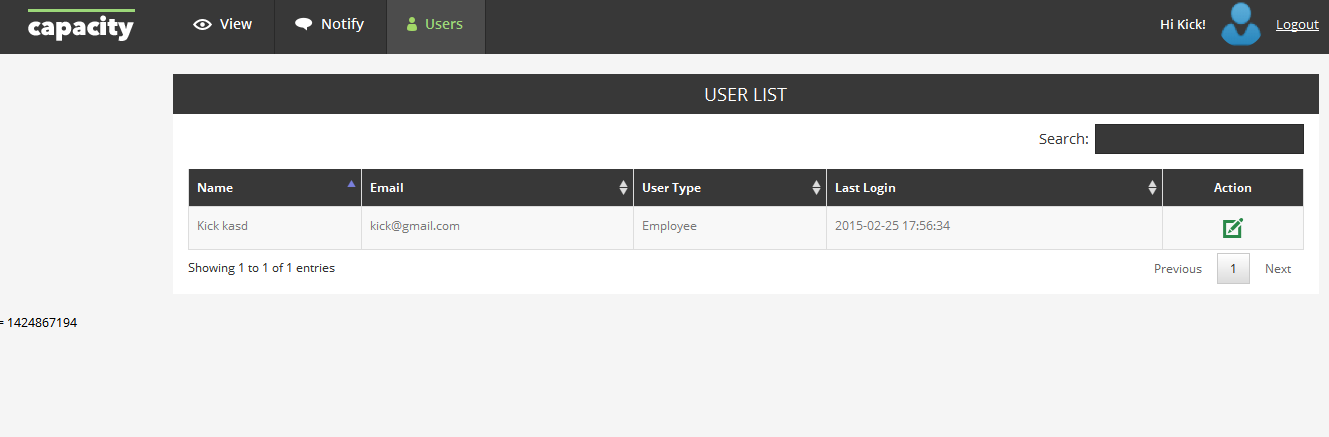 capacity View Notify Users Hi Kick! Logout
USER LIST
Search:
Name Email User Type Last Login Action
Kick kasd kick@gmail.com Employee 2015-02-25 17:56:34
Showing 1 to 1 of 1 entries Previous 1 Next
= 1424867194